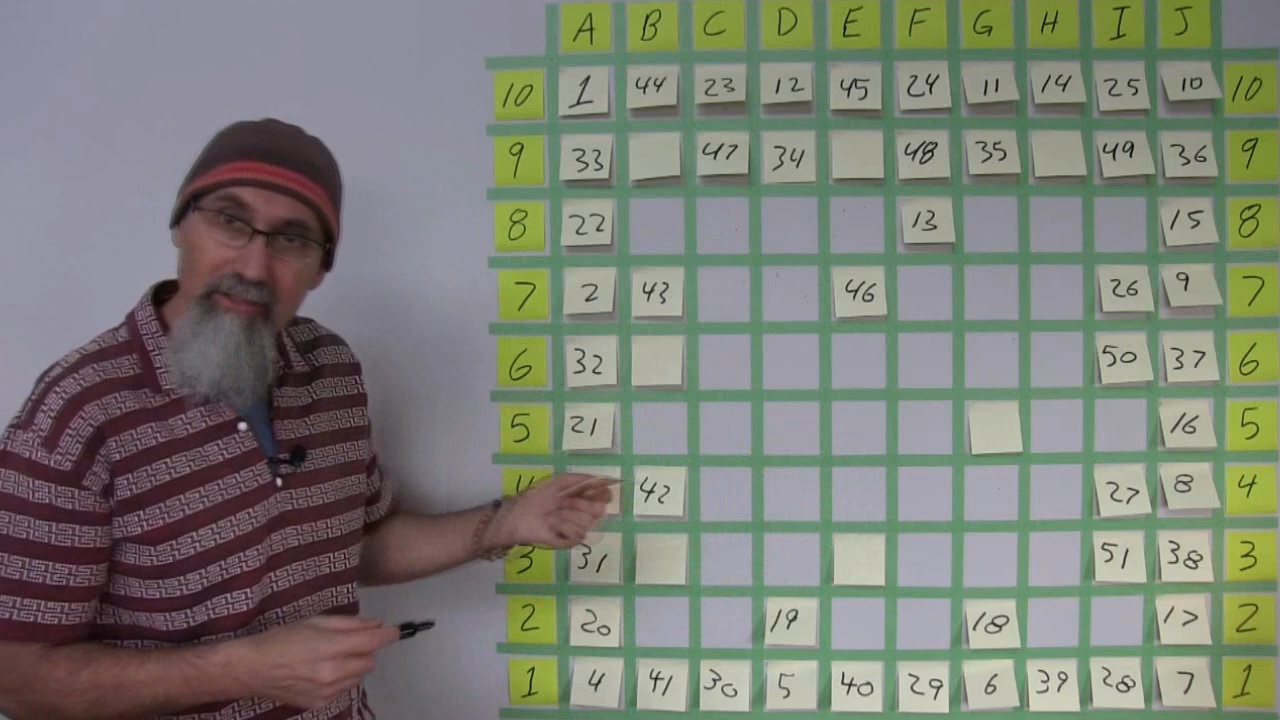 A B C D E F G H I J
10 1 44 23 12 45 24 11 14 25 10 10
9 33 47 34 48 35 49 36 9
8 22 13 15 8
7 2 43 46 26 9 7
6 32 50 37 6
5 21 16 5
4 42 27 8 4
3 31 51 38 3
2 20 19 18 17 2
1 4 41 30 5 40 29 6 39 28 7 1